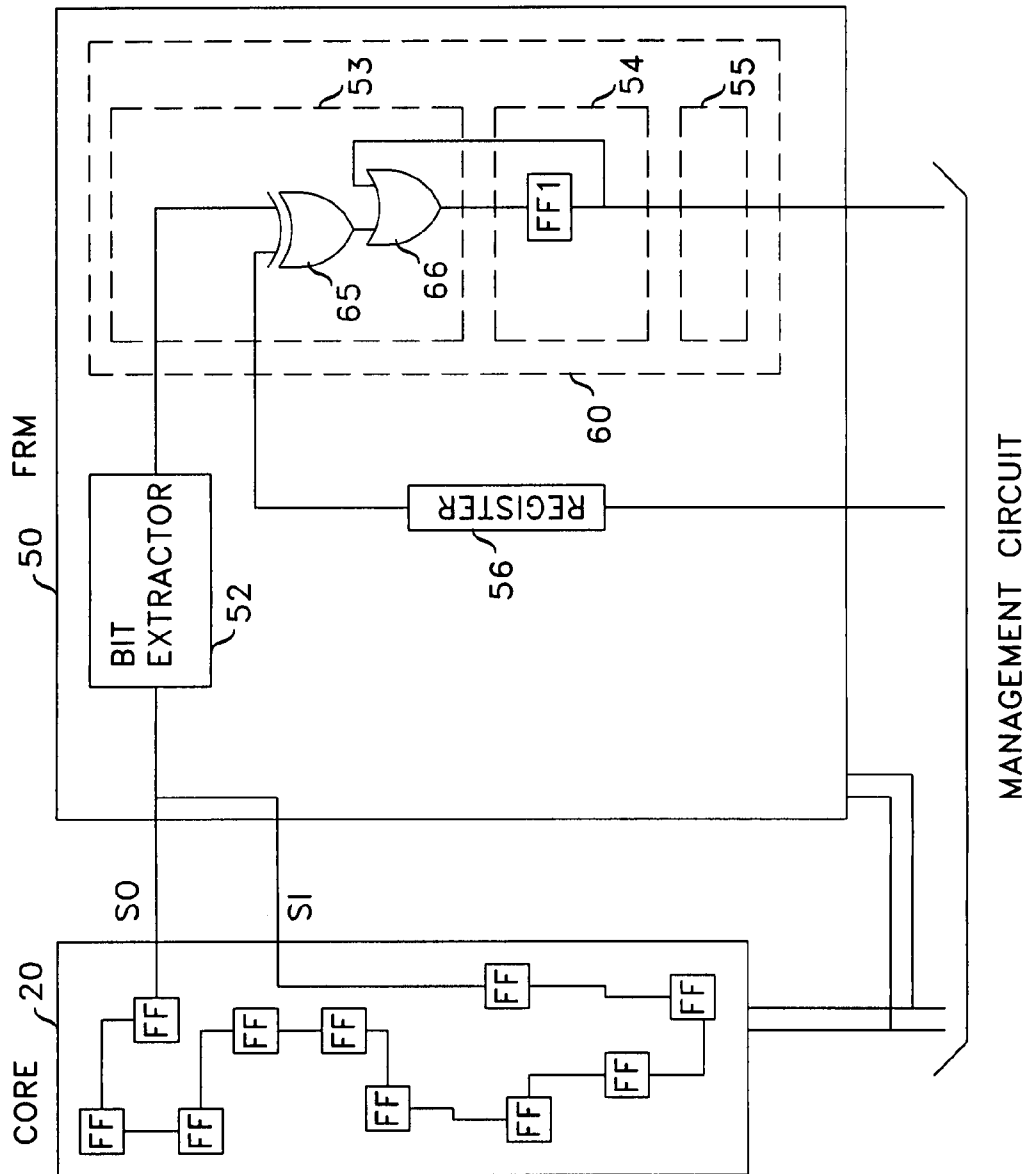 CORE
20
FF
FF
FF
FF
FF
FF
FF
FF
FF
FF
SO
SI
50
FRM
BIT
EXTRACTOR
52
53
65
66
54
FF1
55
60
REGISTER
56
MANAGEMENT CIRCUIT